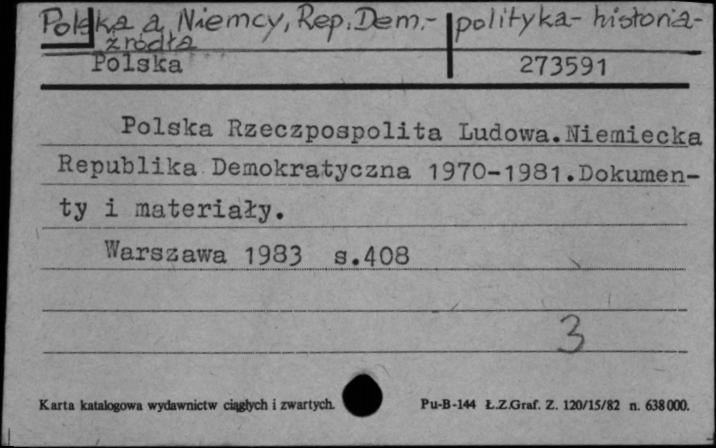 Polska a Niemcy, Rep. Dem.- polityka- historia-
źródła
Polska 273591
Polska Rzeczpospolita Ludowa.Niemiecka
Republika Demokratyczna 1970-1981.Dokumen-
ty i materiały.
Warszawa 1983 s.408
3
Karta katalogowa wydawnictw ciągłych i zwartych. Pu-B-144 Ł.Z.Graf. Z. 120/15/82 n. 638000.